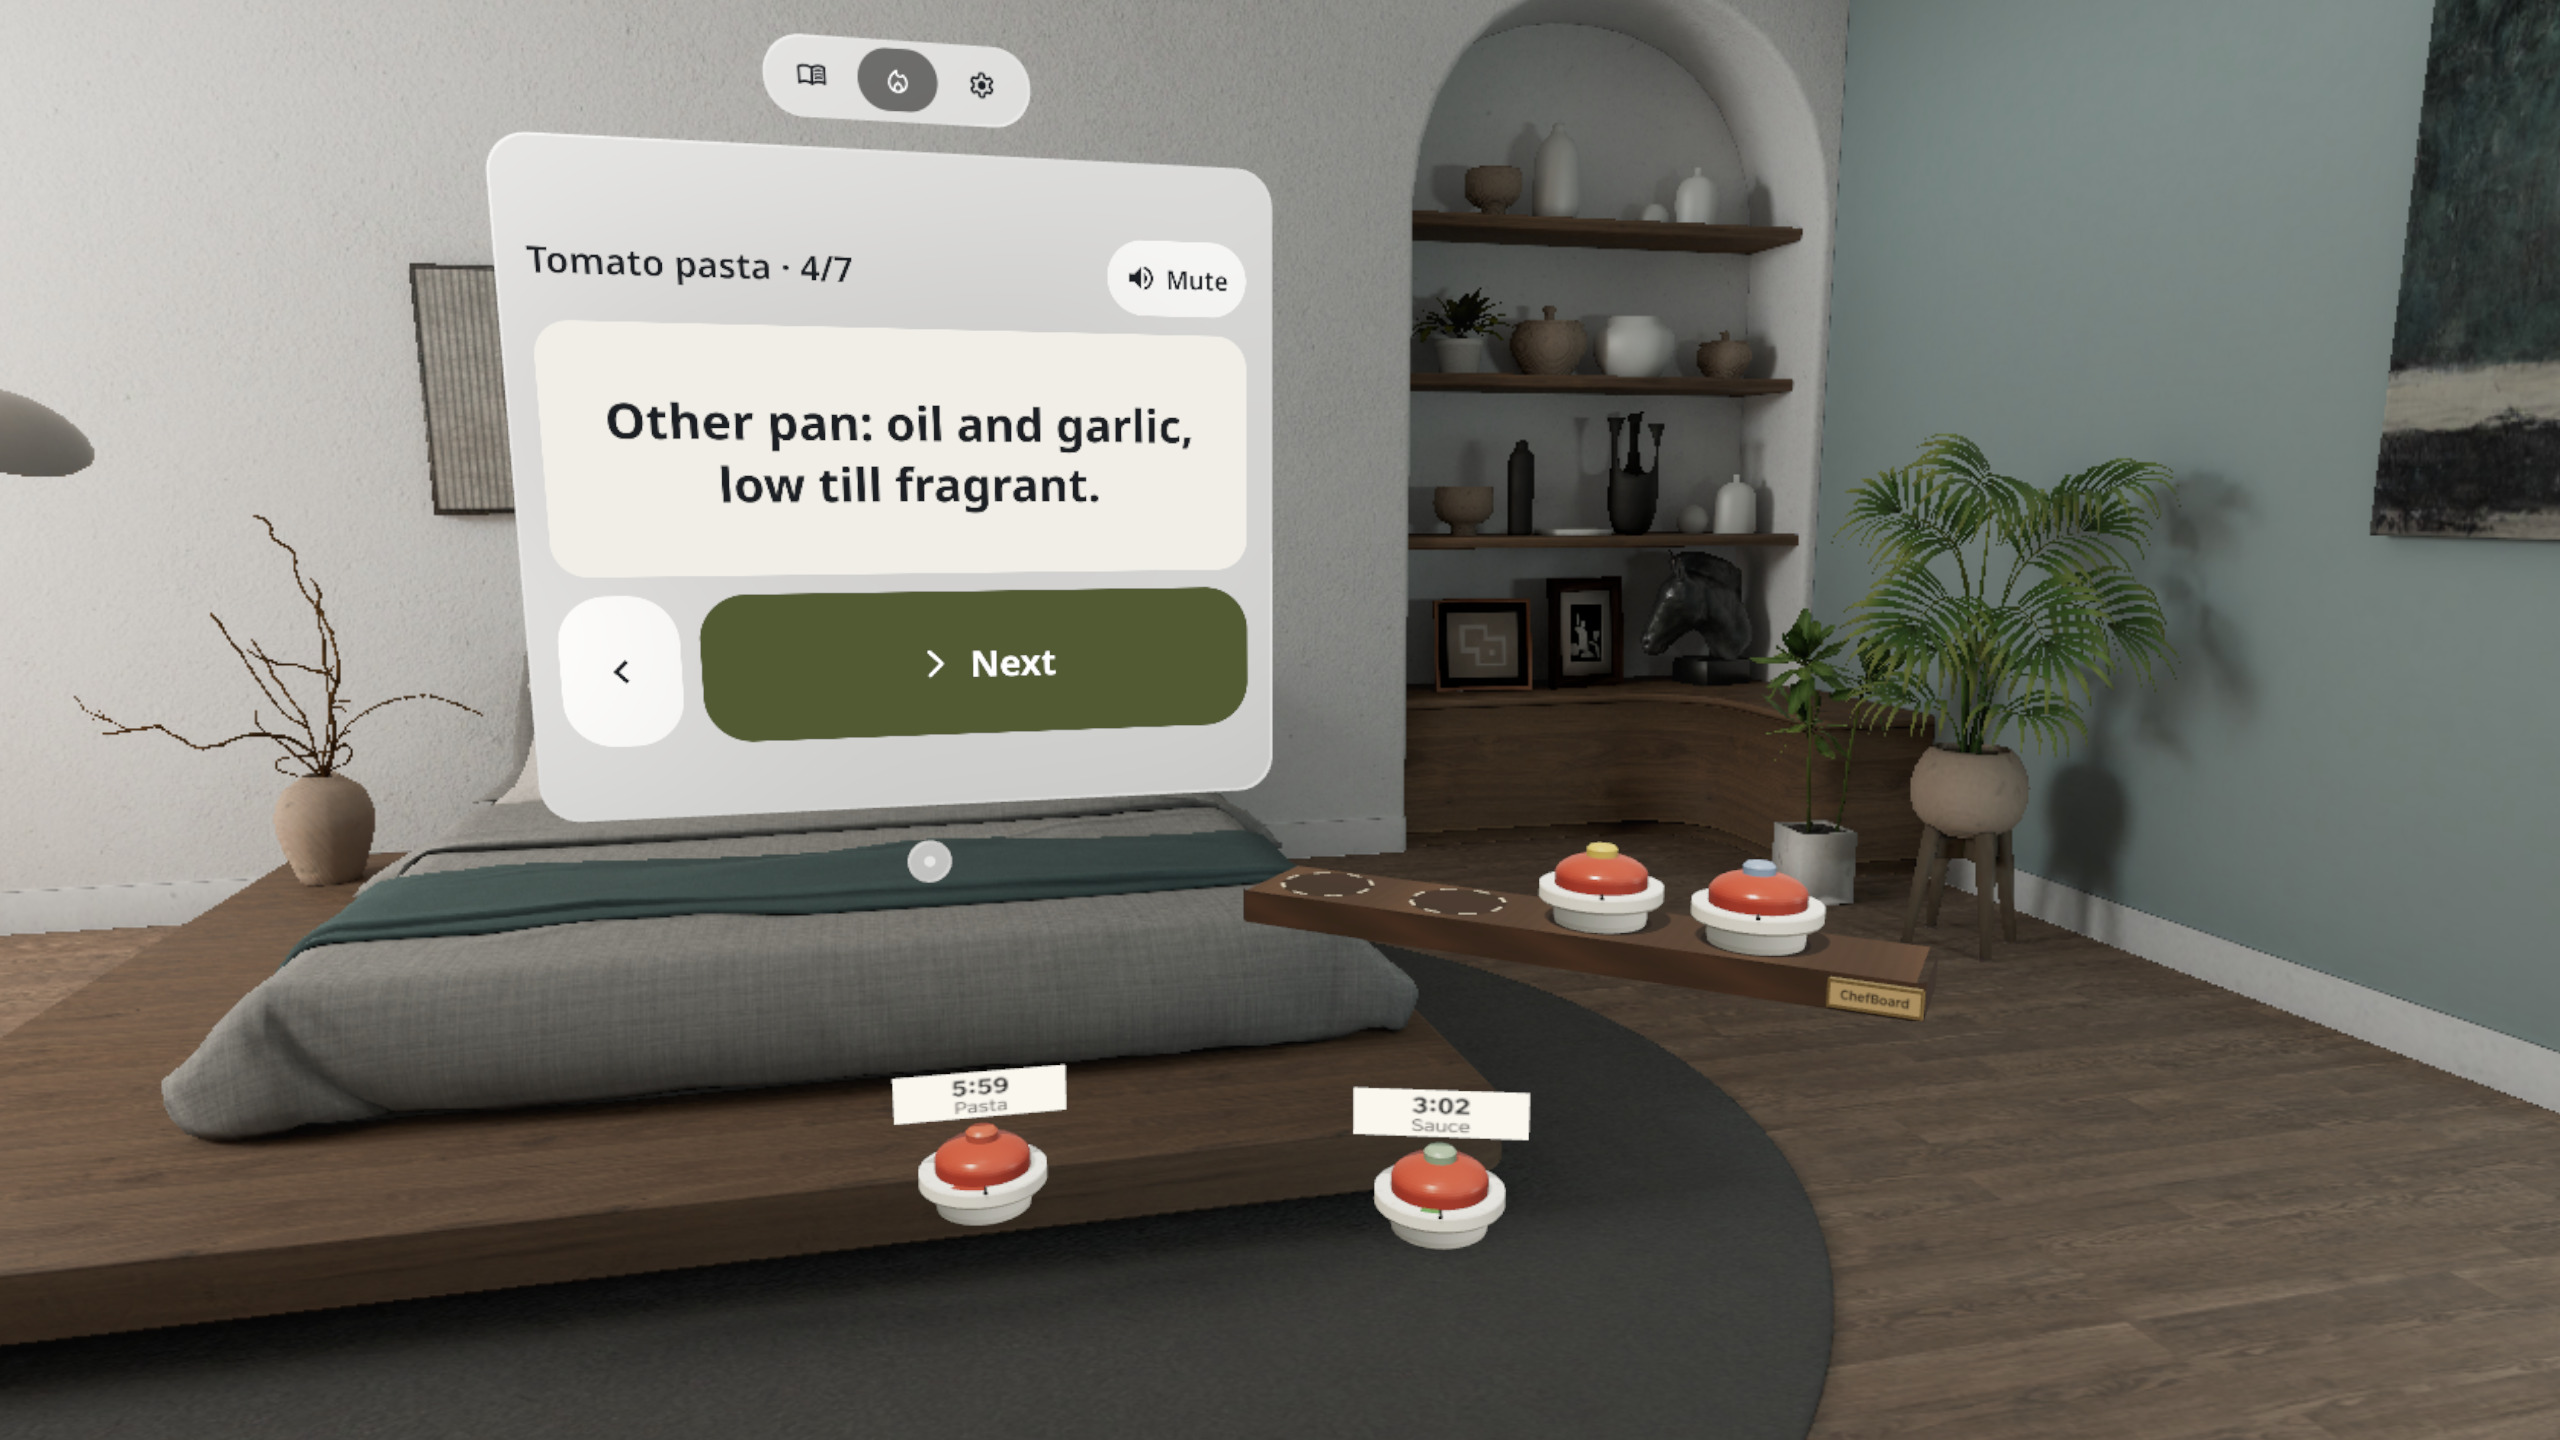 Tomato pasta · 4/7
Mute
Other pan: oil and garlic,
low till fragrant.
Next
ChefBoard
5:59
Pasta
3:02
Sauce